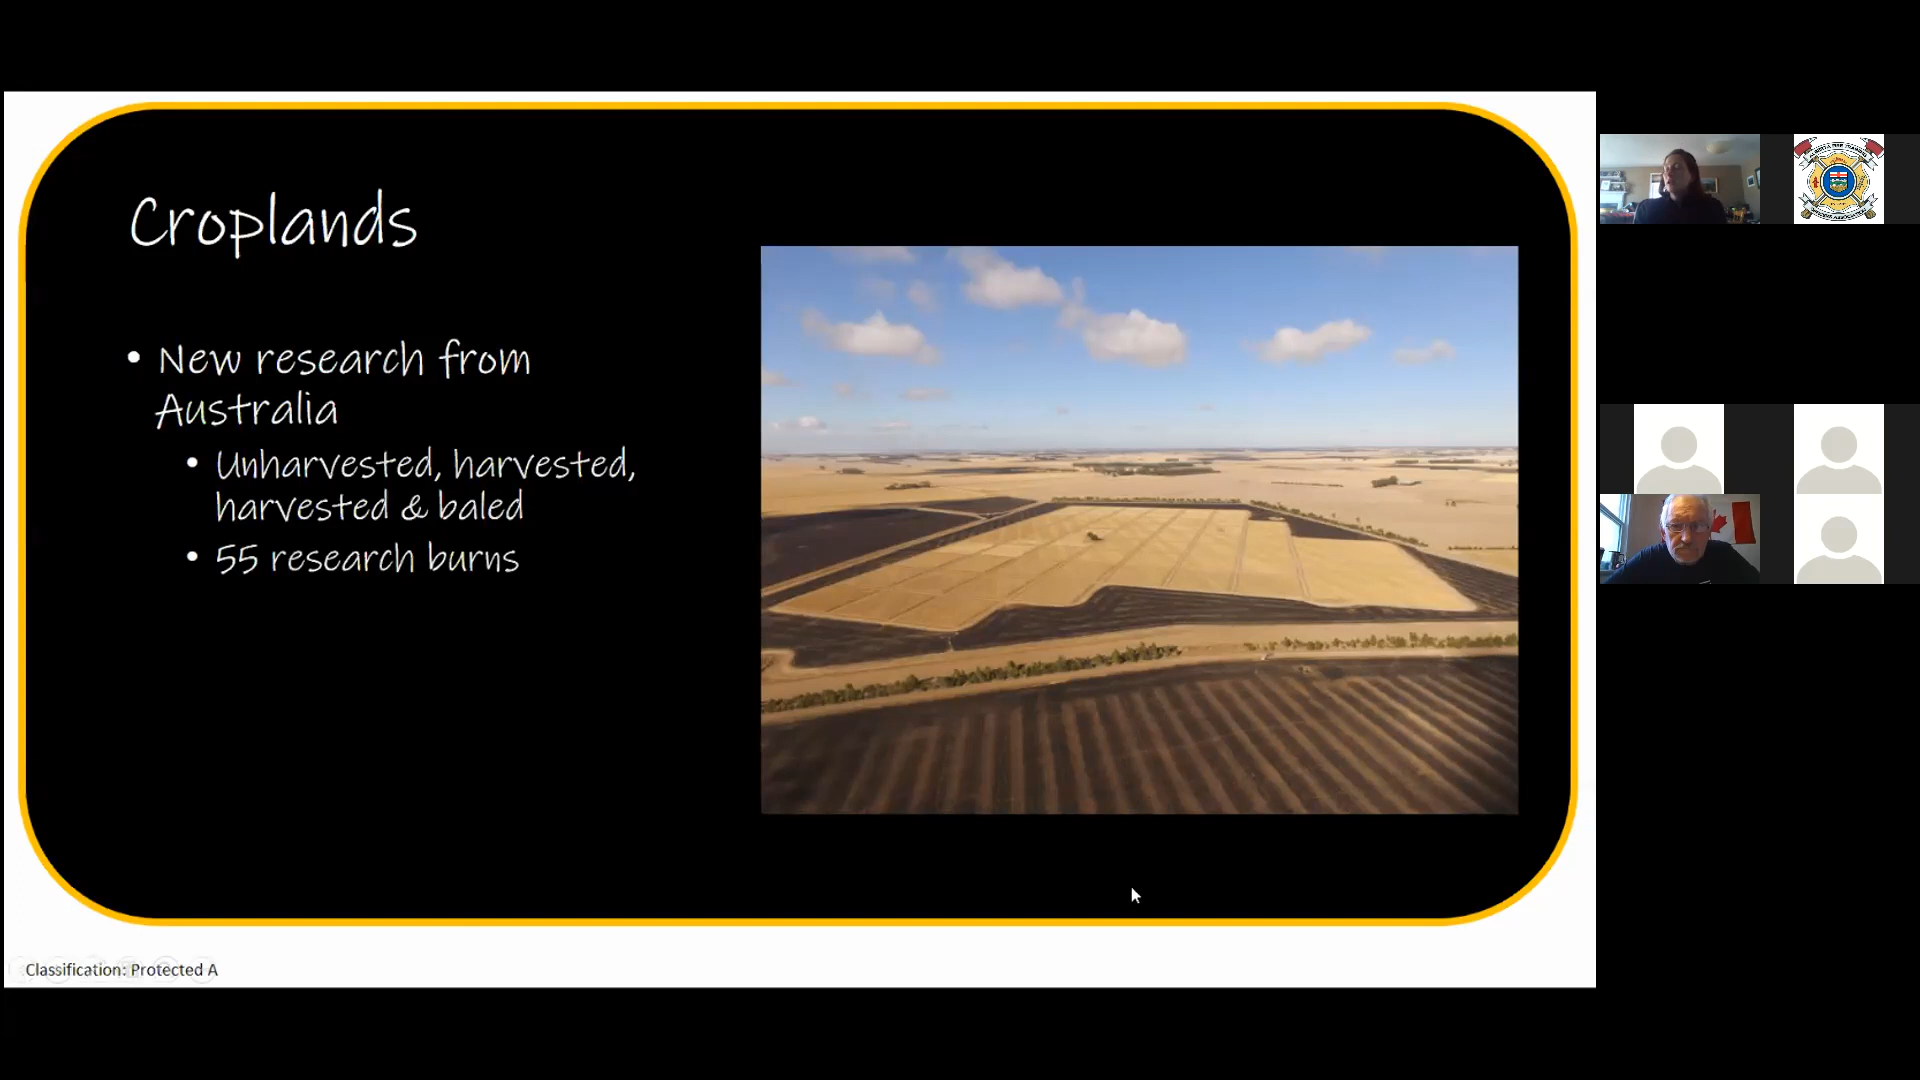 Croplands
• New research from
Australia
• Unharvested, harvested,
harvested & baled
• 55 research burns
Classification: Protected A